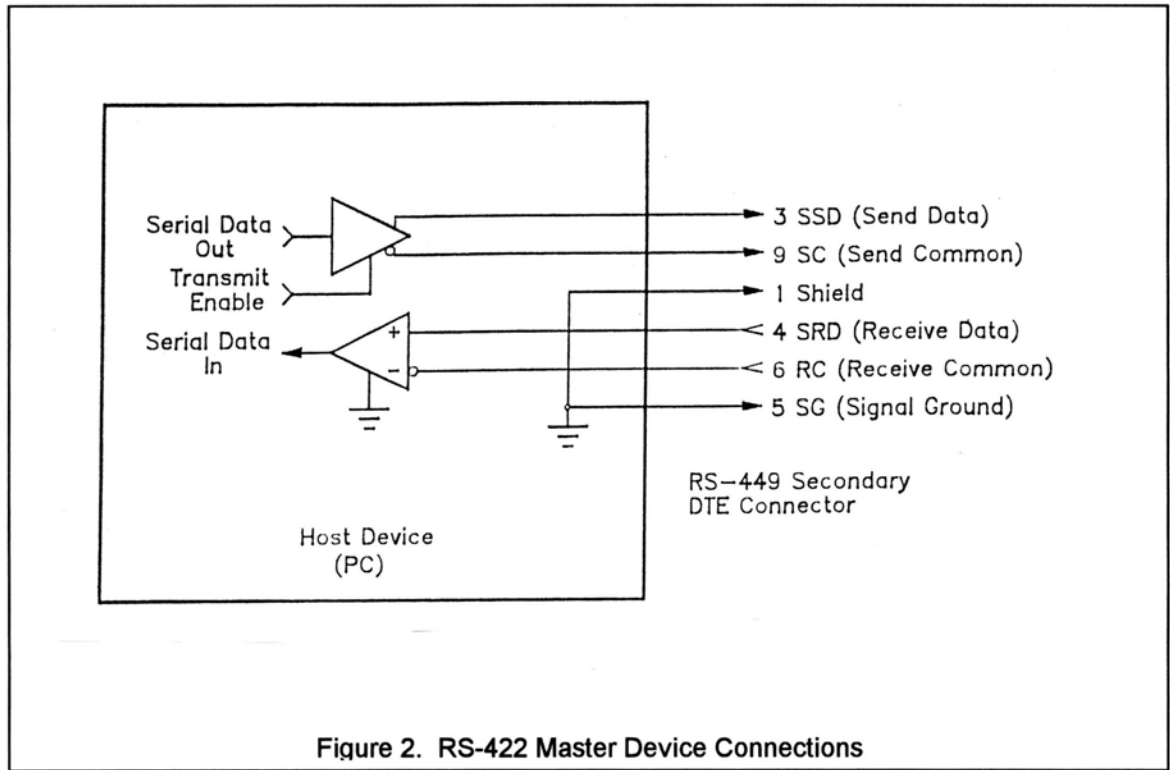 Serial Data
Out
Transmit
Enable
Serial Data
In
+
-
3 SSD (Send Data)
9 SC (Send Common)
1 Shield
4 SRD (Receive Data)
6 RC (Receive Common)
5 SG (Signal Ground)
RS-449 Secondary
DTE Connector
Host Device
(PC)
Figure 2. RS-422 Master Device Connections